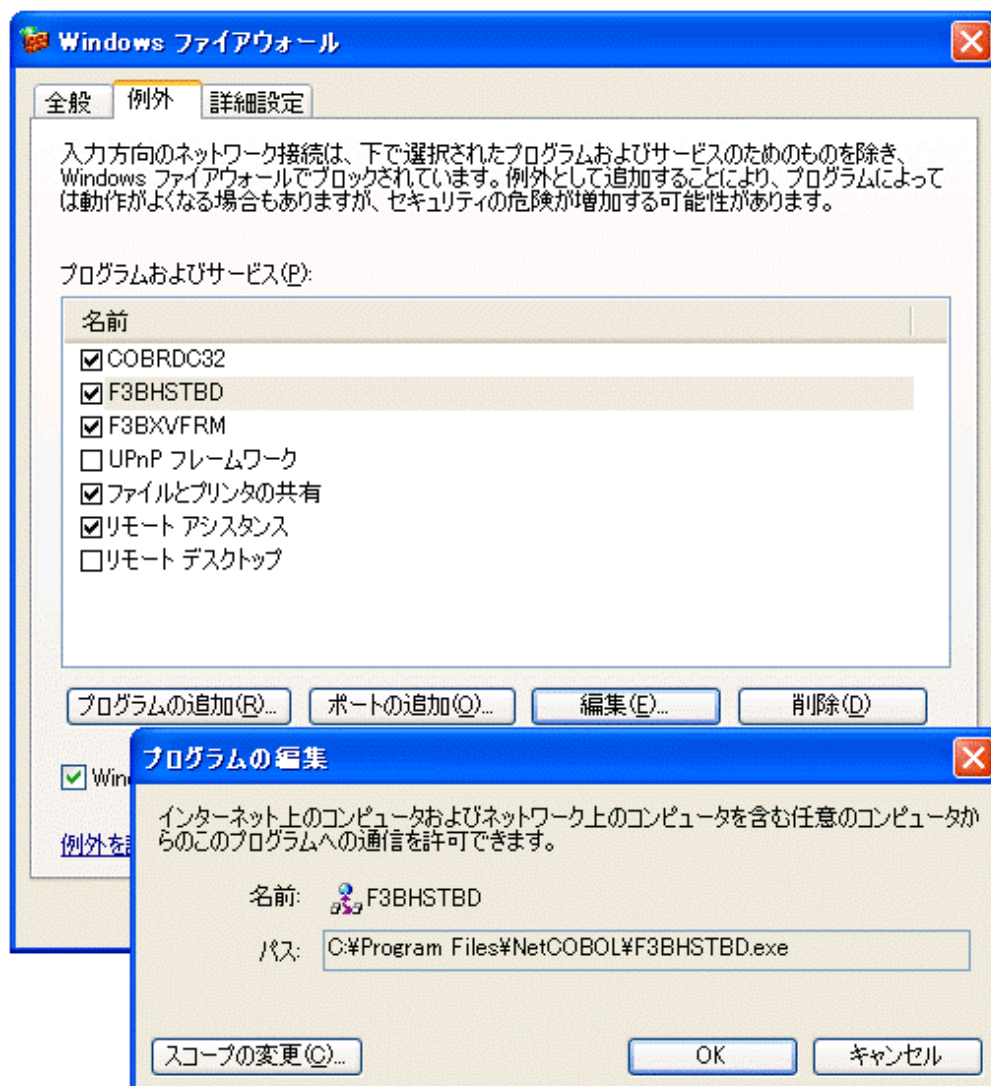 Windows ファイアウォール
全般 例外 詳細設定
入力方向のネットワーク接続は、下で選択されたプログラムおよびサービスのためのものを除き、
Windows ファイアウォールでブロックされています。例外として追加することにより、プログラムによって
は動作がよくなる場合もありますが、セキュリティの危険が増加する可能性があります。
プログラムおよびサービス(P):
名前
COBRDC32
F3BHSTBD
F3BXVFRM
UPnP フレームワーク
ファイルとプリンタの共有
リモート アシスタンス
リモート デスクトップ
プログラムの追加(R)... ポートの追加(O)... 編集(E)... 削除(D)
プログラムの編集
インターネット上のコンピュータおよびネットワーク上のコンピュータを含む任意のコンピュータか
らのこのプログラムへの通信を許可できます。
名前: F3BHSTBD
パス: C:¥Program Files¥NetCOBOL¥F3BHSTBD.exe
例外を
スコープの変更(C)... OK キャンセル